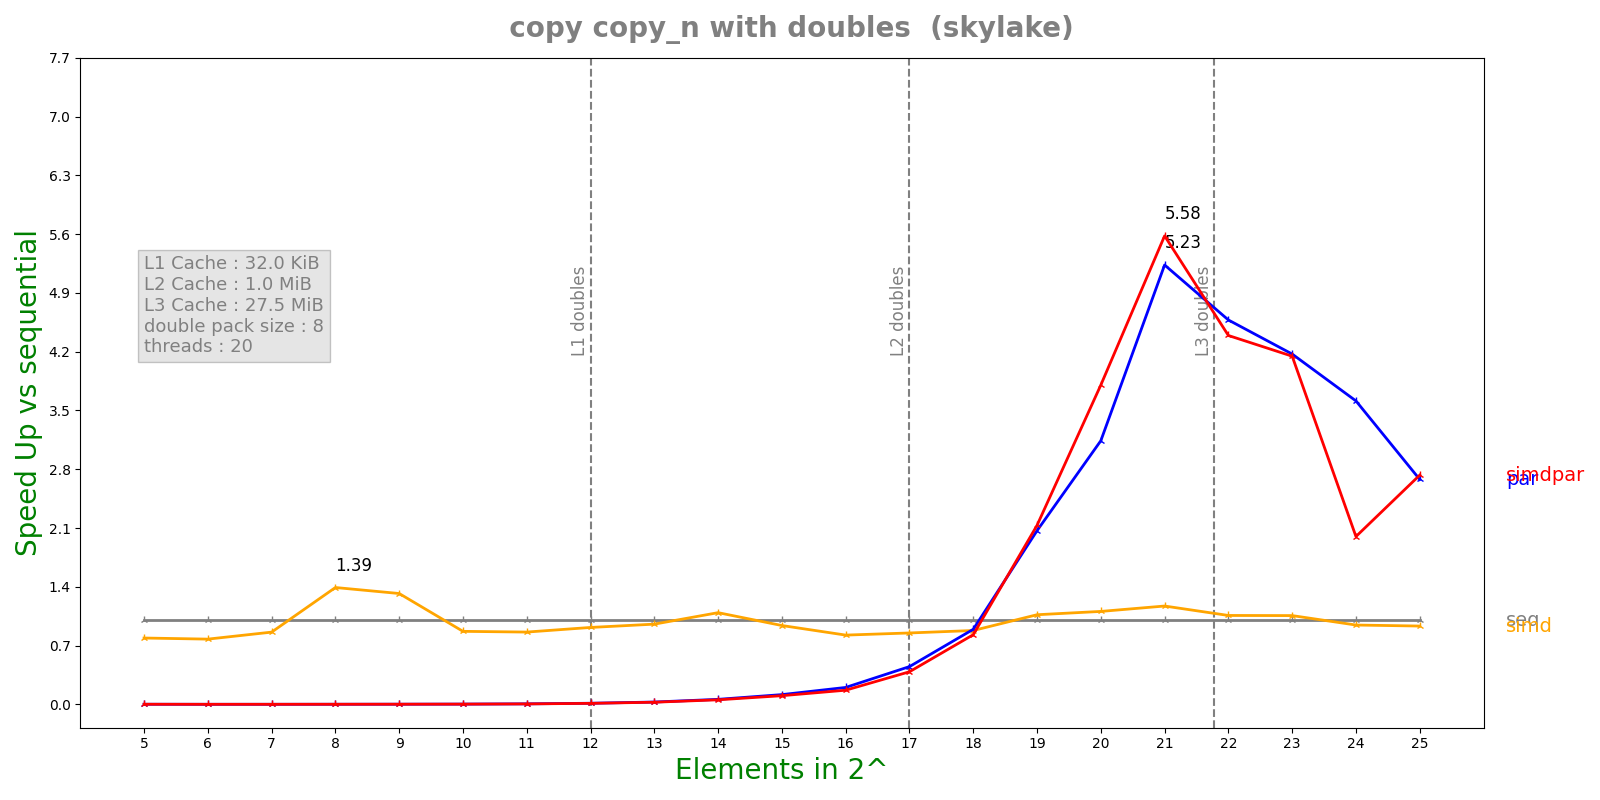 copy copy_n with doubles (skylake)
Speed Up vs sequential
7.7
7.0
6.3
5.6
4.9
4.2
3.5
2.8
2.1
1.4
0.7
0.0
L1 Cache : 32.0 KiB
L2 Cache : 1.0 MiB
L3 Cache : 27.5 MiB
double pack size : 8
threads : 20
1.39
L1 doubles
L2 doubles
L3 doubles
5.58
5.23
simdpar
par
seq
simd
5 6 7 8 9 10 11 12 13 14 15 16 17 18 19 20 21 22 23 24 25
Elements in 2^